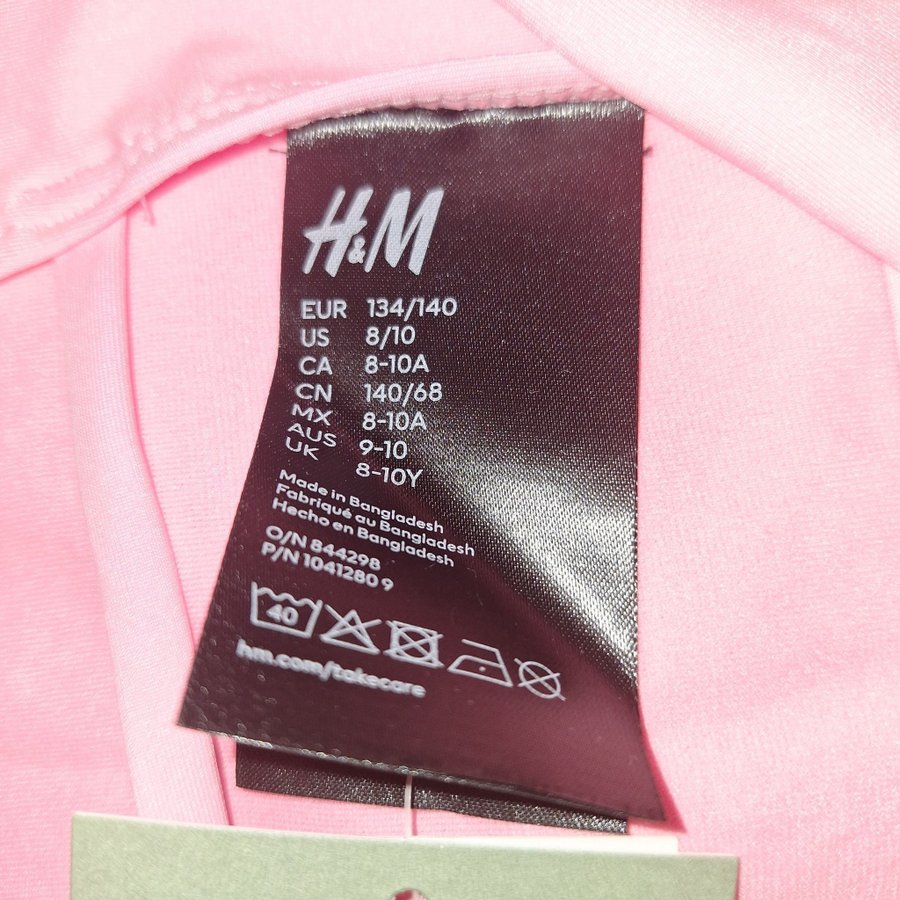 H&M
EUR 134/140
US 8/10
CA 8-10A
CN 140/68
MX 8-10A
AUS 9-10
UK 8-10Y
Made in Bangladesh
Fabriqué au Bangladesh
Hecho en Bangladesh
O/N 844298
P/N 1041280 9
40
hm.com/takecare